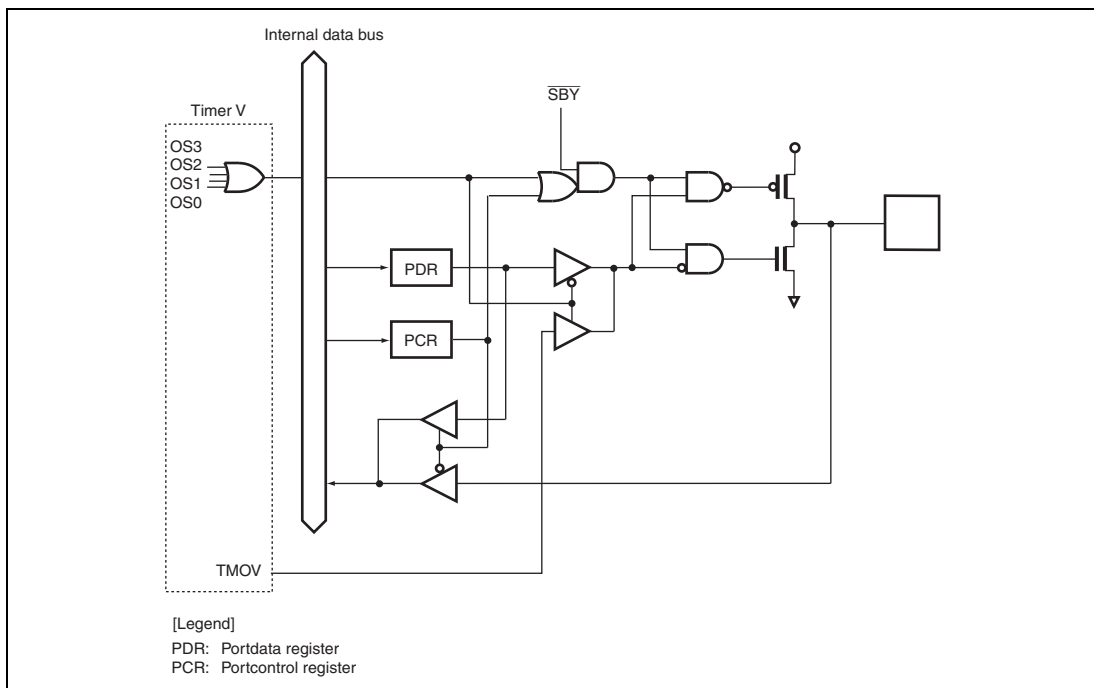 Internal data bus
SBY
Timer V
OS3
OS2
OS1
OS0
PDR
PCR
TMOV
[Legend]
PDR: Portdata register
PCR: Portcontrol register